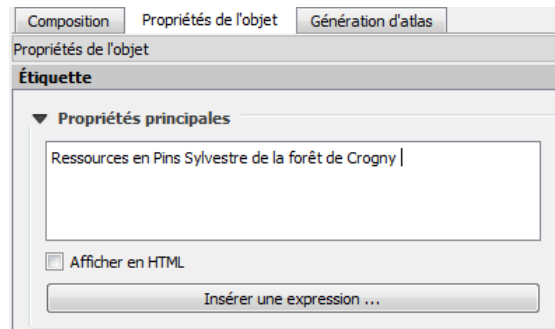 Composition Propriétés de l'objet Génération d'atlas
Propriétés de l'objet
Étiquette
Propriétés principales
Ressources en Pins Sylvestre de la forêt de Crogny
Afficher en HTML
Insérer une expression ...